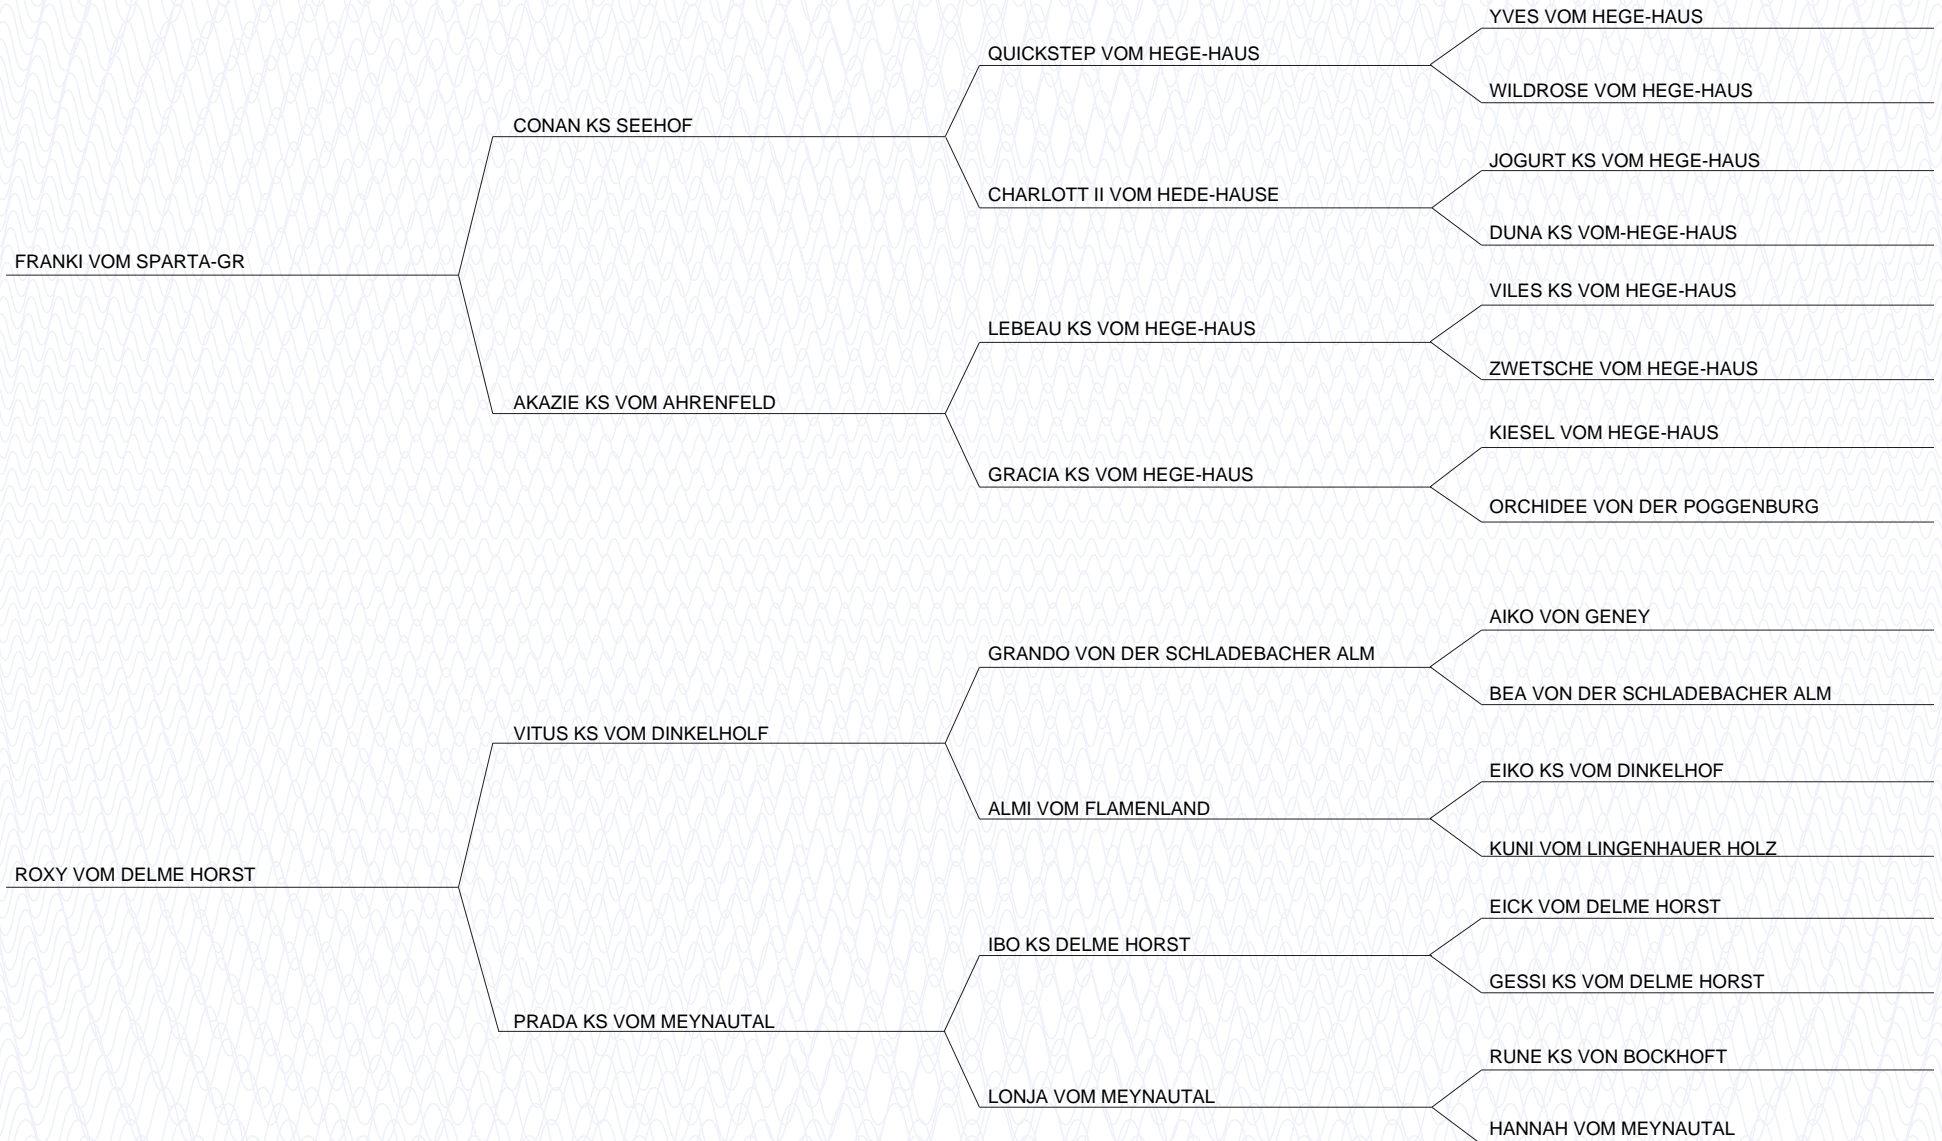 YVES VOM HEGE-HAUS
QUICKSTEP VOM HEGE-HAUS
WILDROSE VOM HEGE-HAUS
CONAN KS SEEHOF
JOGURT KS VOM HEGE-HAUS
CHARLOTT II VOM HEDE-HAUSE
DUNA KS VOM-HEGE-HAUS
FRANKI VOM SPARTA-GR
VILES KS VOM HEGE-HAUS
LEBEAU KS VOM HEGE-HAUS
ZWETSCHE VOM HEGE-HAUS
AKAZIE KS VOM AHRENFELD
KIESEL VOM HEGE-HAUS
GRACIA KS VOM HEGE-HAUS
ORCHIDEE VON DER POGGENBURG
AIKO VON GENEY
GRANDO VON DER SCHLADEBACHER ALM
BEA VON DER SCHLADEBACHER ALM
VITUS KS VOM DINKELHOLF
EIKO KS VOM DINKELHOF
ALMI VOM FLAMENLAND
KUNI VOM LINGENHAUER HOLZ
ROXY VOM DELME HORST
EICK VOM DELME HORST
IBO KS DELME HORST
GESSI KS VOM DELME HORST
PRADA KS VOM MEYNAUTAL
RUNE KS VON BOCKHOFT
LONJA VOM MEYNAUTAL
HANNAH VOM MEYNAUTAL